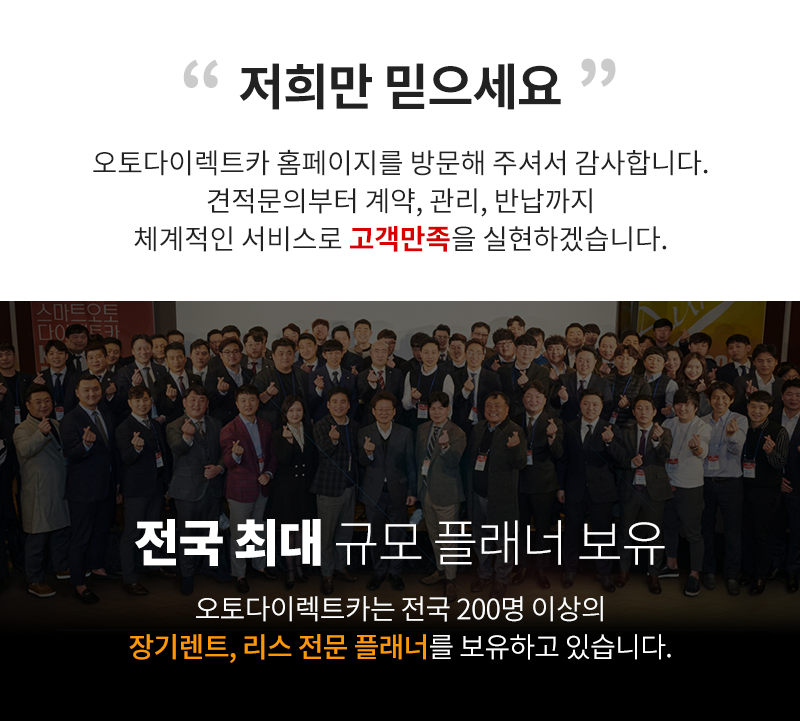 “ 저희만 믿으세요 ”
오토다이렉트카 홈페이지를 방문해 주셔서 감사합니다.
견적문의부터 계약, 관리, 반납까지
체계적인 서비스로 고객만족을 실현하겠습니다.
스마트오토
다이렉트카
전국 최대 규모 플래너 보유
오토다이렉트카는 전국 200명 이상의
장기렌트, 리스 전문 플래너를 보유하고 있습니다.